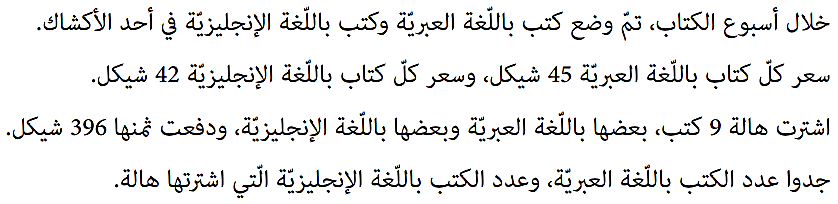 خلال أسبوع الكتاب، تمّ وضع كتب باللّغة العبريّة وكتب باللّغة الإنجليزيّة في أحد الأكشاك.
سعر كلّ كتاب باللّغة العبريّة 45 شيكل، وسعر كلّ كتاب باللّغة الإنجليزيّة 42 شيكل.
اشترت هالة 9 كتب، بعضها باللّغة العبريّة وبعضها باللّغة الإنجليزيّة، ودفعت ثمنها 396 شيكل.
جدوا عدد الكتب باللّغة العبريّة، وعدد الكتب باللّغة الإنجليزيّة الّتي اشترتها هالة.